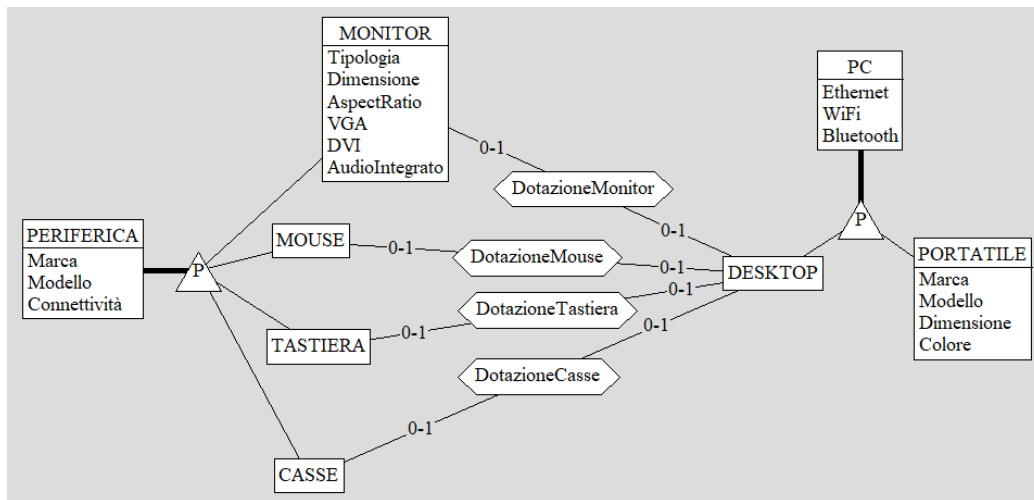 MONITOR
Tipologia
Dimensione
AspectRatio
VGA
DVI
AudioIntegrato
PC
Ethernet
WiFi
Bluetooth
0-1
DotazioneMonitor
0-1
PERIFERICA
Marca
Modello
Connettività
P
MOUSE
0-1
DotazioneMouse
0-1
DESKTOP
P
PORTATILE
Marca
Modello
Dimensione
Colore
TASTIERA
0-1
DotazioneTastiera
0-1
DotazioneCasse
0-1
0-1
CASSE